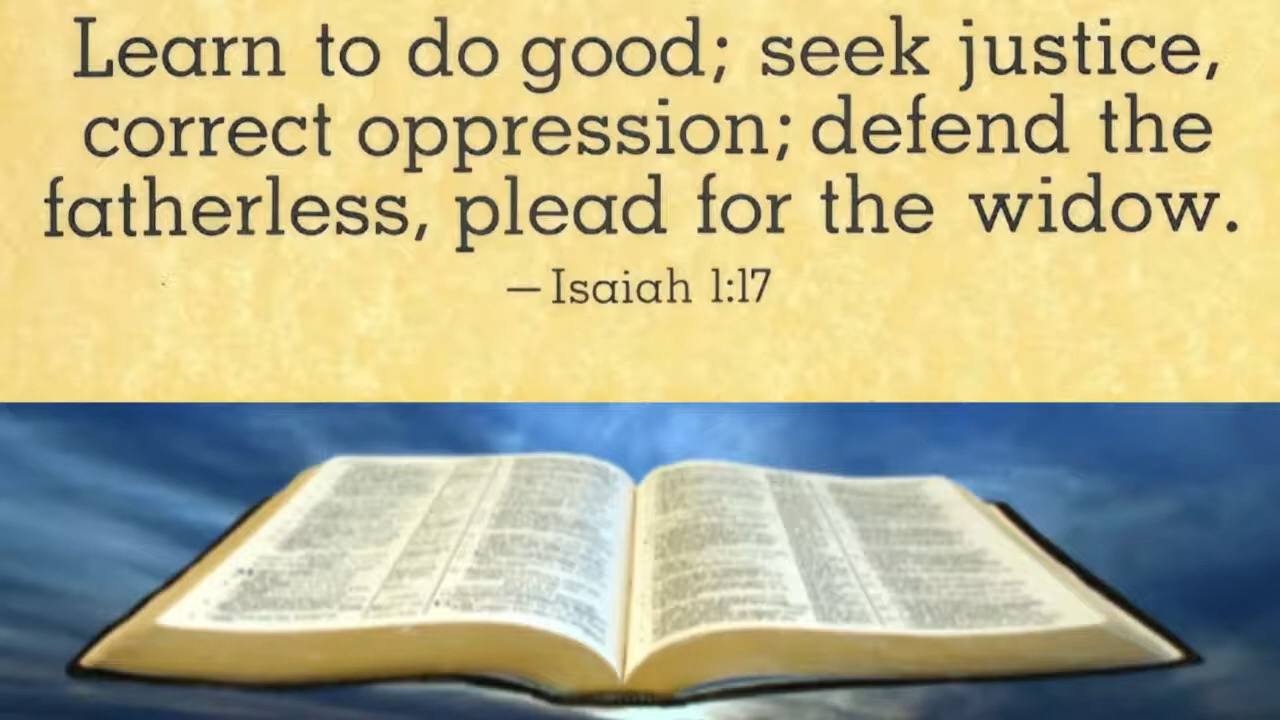 Learn to do good; seek justice,
correct oppression; defend the
fatherless, plead for the widow.
— Isaiah 1:17